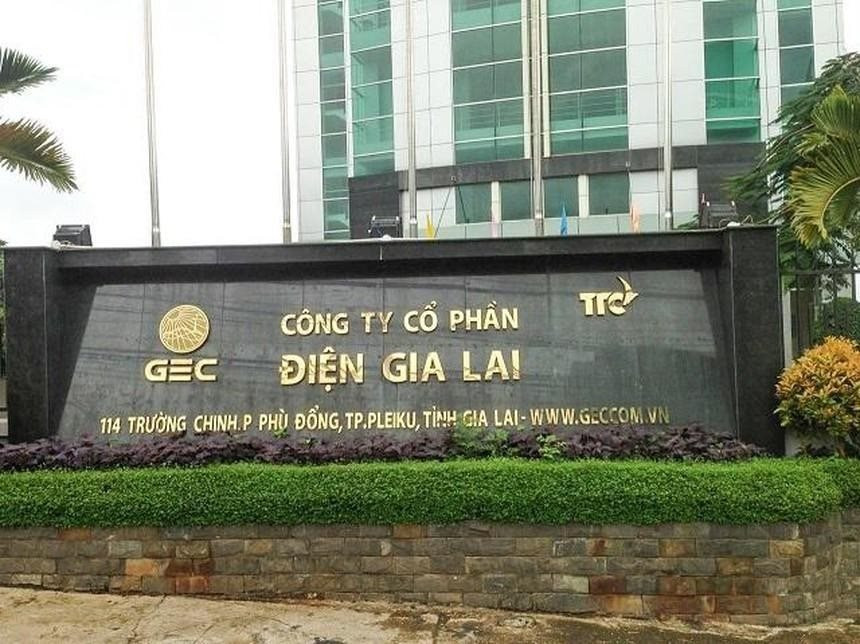 GEC
CÔNG TY CỔ PHẦN
TTC
ĐIỆN GIA LAI
114 TRƯỜNG CHINH.P PHÙ ĐỔNG, TP.PLEIKU, TỈNH GIA LAI - WWW.GECCOM.VN